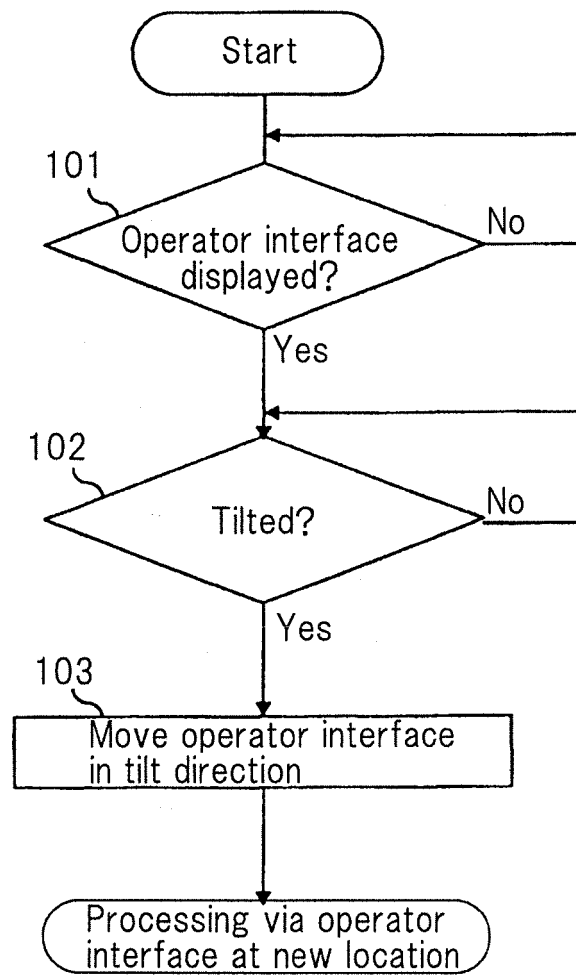 Start
101
Operator interface
displayed?
No
Yes
102
Tilted?
No
Yes
103
Move operator interface
in tilt direction
Processing via operator
interface at new location